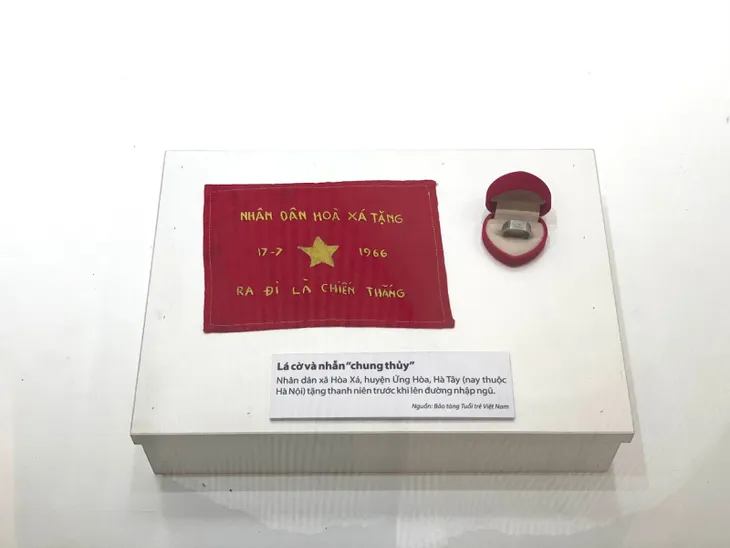 NHÂN DÂN HOÀ XÁ TẶNG
17-7 1966
RA ĐI LÀ CHIẾN THẮNG
Lá cờ và nhẫn "chung thủy"
Nhân dân xã Hòa Xá, huyện Ứng Hòa, Hà Tây (nay thuộc
Hà Nội) tặng thanh niên trước khi lên đường nhập ngũ.
Nguồn: Bảo tàng Tuổi trẻ Việt Nam